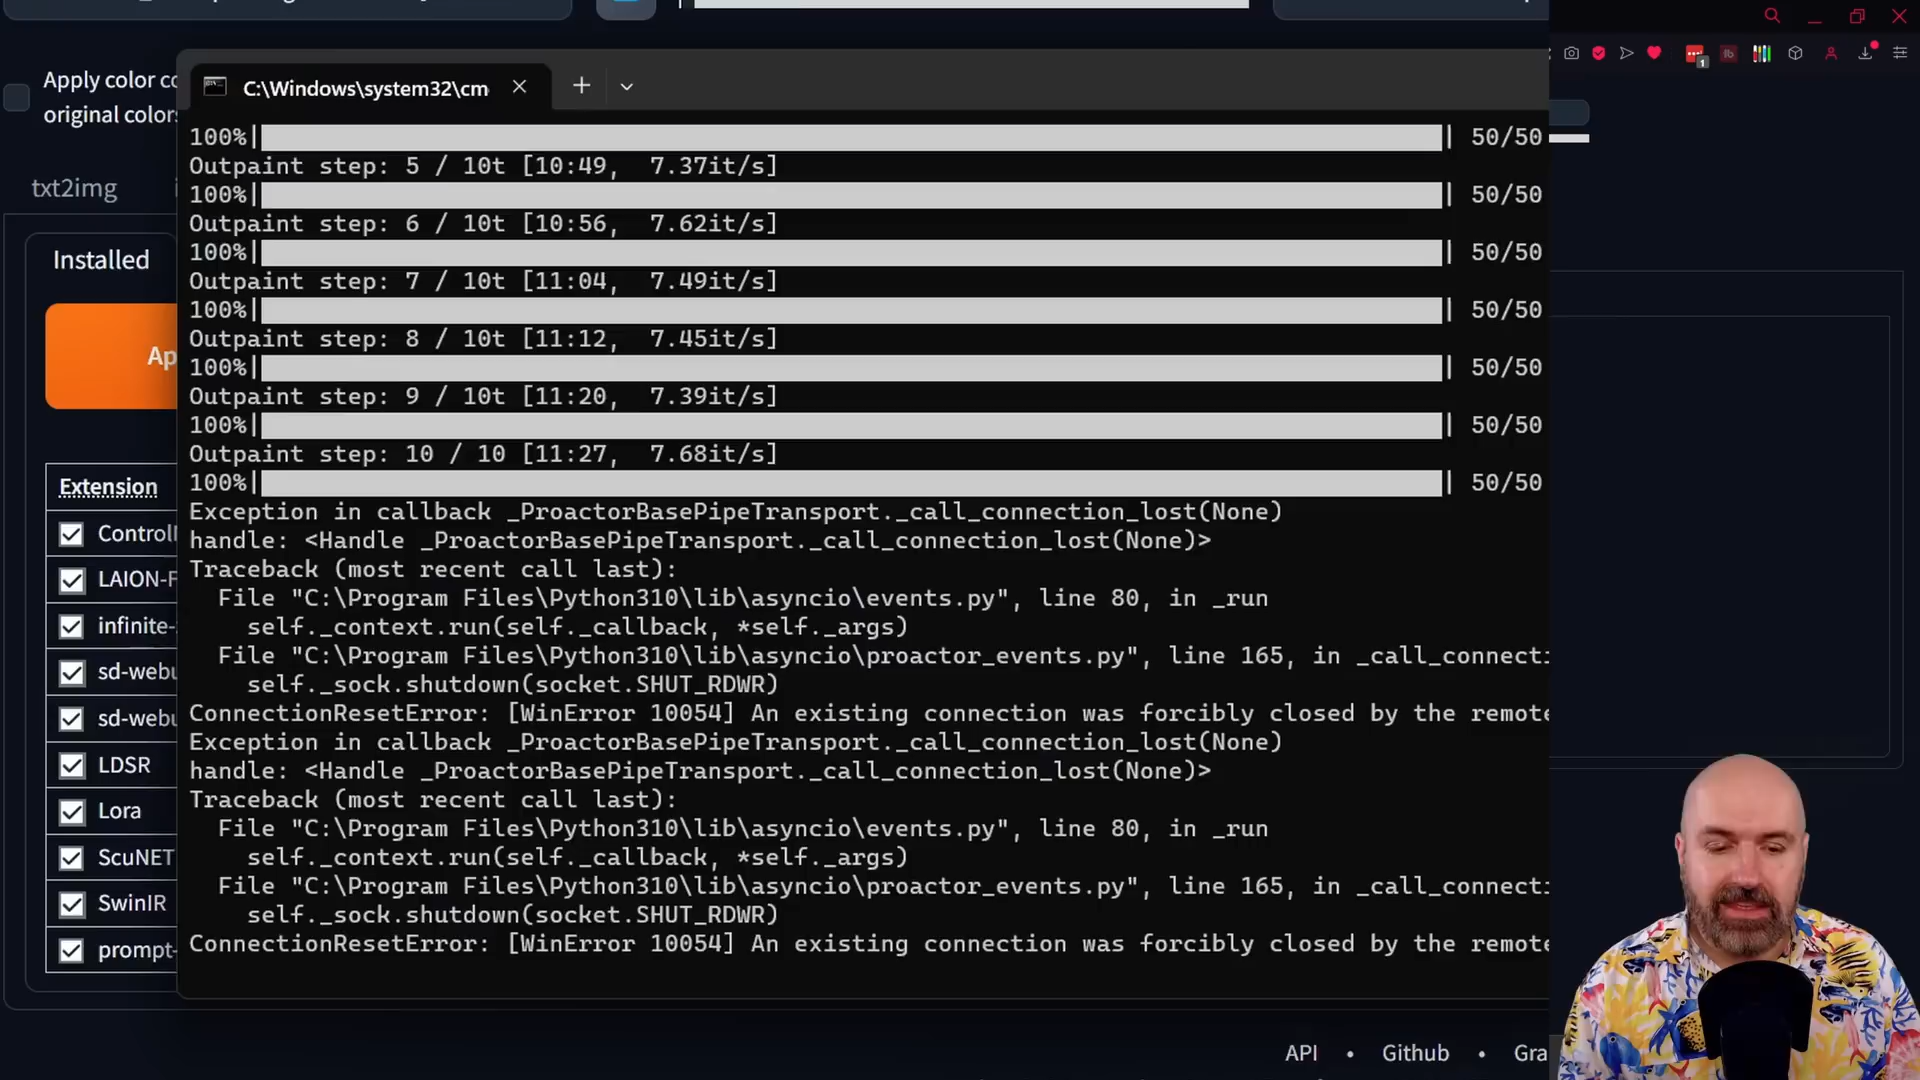 Apply color co
original colors
txt2img
Installed
Ap
Extension
Control
LAION-F
infinite-
sd-webu
sd-webu
LDSR
Lora
ScuNET
SwinIR
prompt-
C:\Windows\system32\cm
100%| | 50/50
Outpaint step: 5 / 10t [10:49,  7.37it/s]
100%| | 50/50
Outpaint step: 6 / 10t [10:56,  7.62it/s]
100%| | 50/50
Outpaint step: 7 / 10t [11:04,  7.49it/s]
100%| | 50/50
Outpaint step: 8 / 10t [11:12,  7.45it/s]
100%| | 50/50
Outpaint step: 9 / 10t [11:20,  7.39it/s]
100%| | 50/50
Outpaint step: 10 / 10 [11:27,  7.68it/s]
100%| | 50/50
Exception in callback _ProactorBasePipeTransport._call_connection_lost(None)
handle: <Handle _ProactorBasePipeTransport._call_connection_lost(None)>
Traceback (most recent call last):
  File "C:\Program Files\Python310\lib\asyncio\events.py", line 80, in _run
    self._context.run(self._callback, *self._args)
  File "C:\Program Files\Python310\lib\asyncio\proactor_events.py", line 165, in _call_connecti
    self._sock.shutdown(socket.SHUT_RDWR)
ConnectionResetError: [WinError 10054] An existing connection was forcibly closed by the remote
Exception in callback _ProactorBasePipeTransport._call_connection_lost(None)
handle: <Handle _ProactorBasePipeTransport._call_connection_lost(None)>
Traceback (most recent call last):
  File "C:\Program Files\Python310\lib\asyncio\events.py", line 80, in _run
    self._context.run(self._callback, *self._args)
  File "C:\Program Files\Python310\lib\asyncio\proactor_events.py", line 165, in _call_connecti
    self._sock.shutdown(socket.SHUT_RDWR)
ConnectionResetError: [WinError 10054] An existing connection was forcibly closed by the remote
1
API • Github • Gra